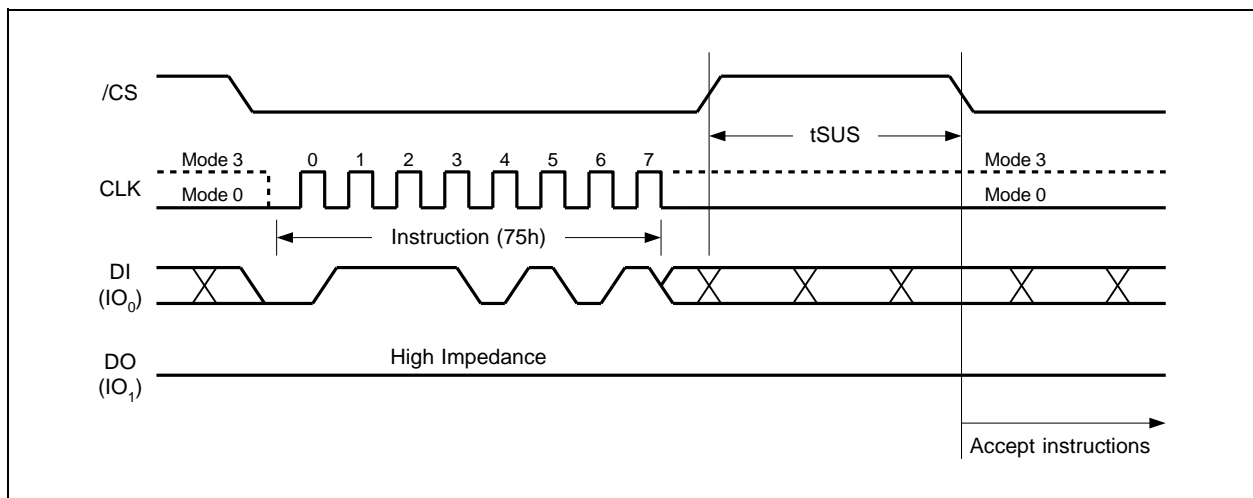 /CS
tSUS
Mode 3 0 1 2 3 4 5 6 7 Mode 3
CLK
Mode 0 Mode 0
Instruction (75h)
DI
(IO0)
High Impedance
DO
(IO1)
Accept instructions